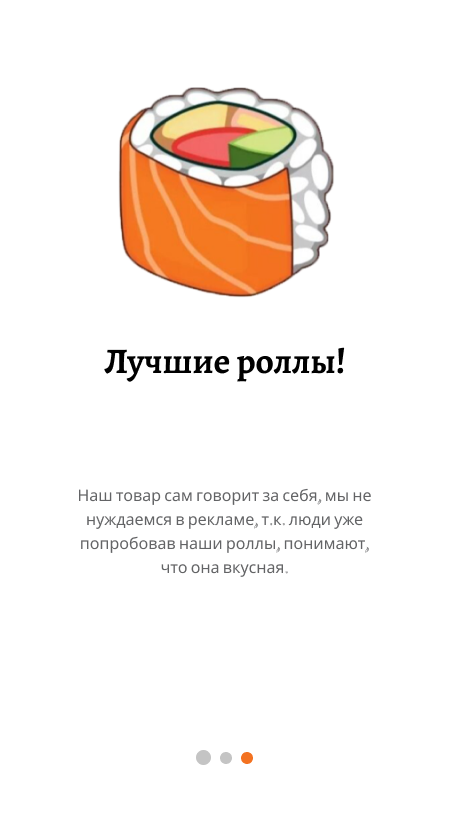 Лучшие роллы!
Наш товар сам говорит за себя, мы не
нуждаемся в рекламе, т.к. люди уже
попробовав наши роллы, понимают,
что она вкусная.